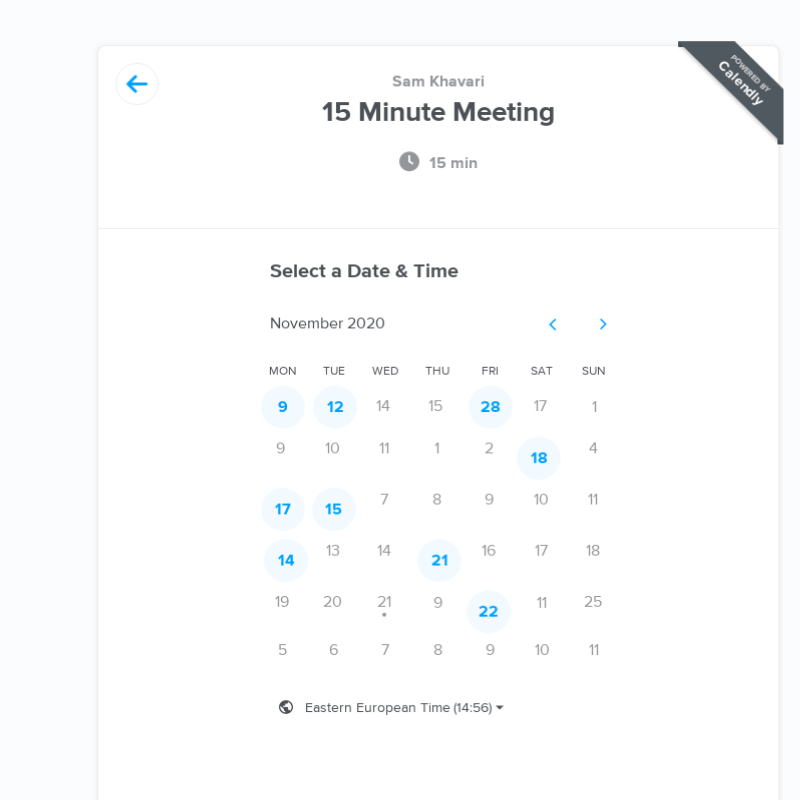 Sam Khavari
POWERED BY
Calendly
15 Minute Meeting
15 min
Select a Date & Time
November 2020
MON TUE WED THU FRI SAT SUN
9 12 14 15 28 17 1
9 10 11 1 2 18 4
17 15 7 8 9 10 11
14 13 14 21 16 17 18
19 20 21 9 22 11 25
5 6 7 8 9 10 11
Eastern European Time (14:56)